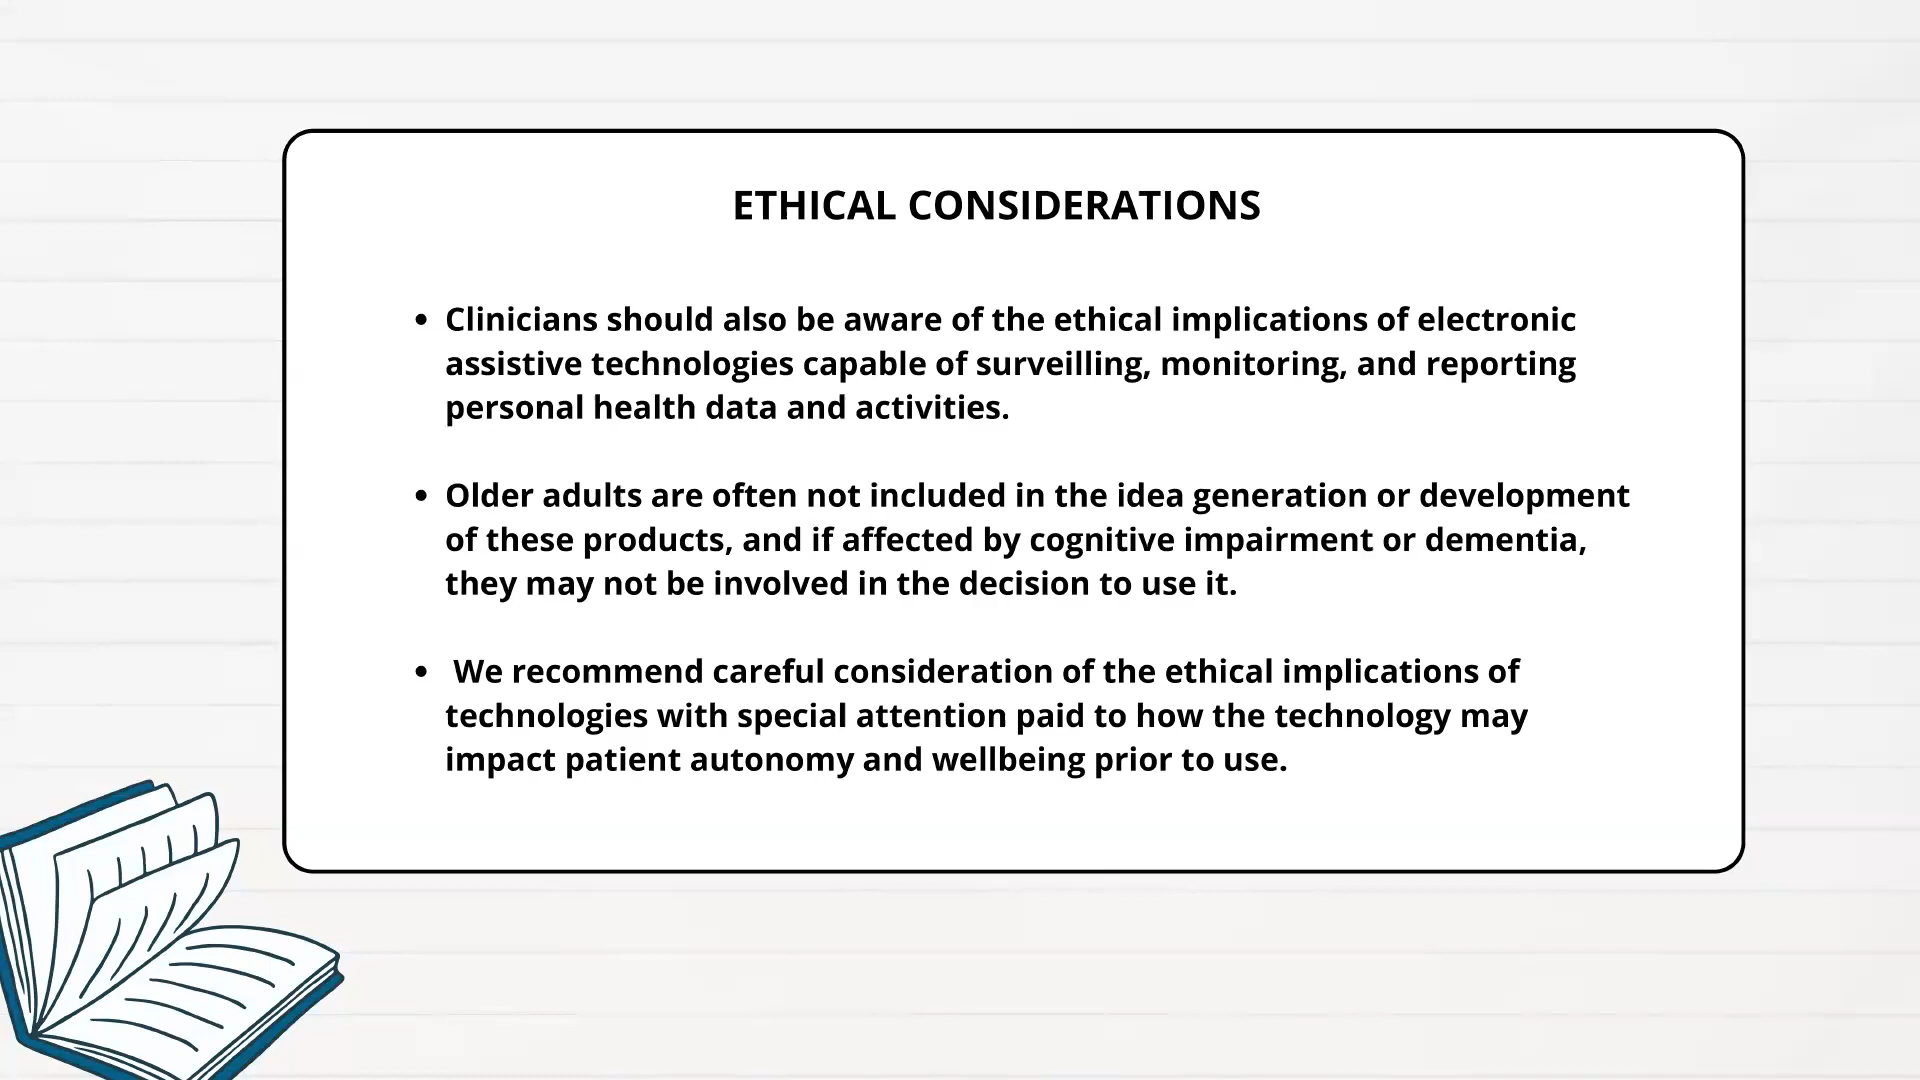 ETHICAL CONSIDERATIONS
• Clinicians should also be aware of the ethical implications of electronic
assistive technologies capable of surveilling, monitoring, and reporting
personal health data and activities.
• Older adults are often not included in the idea generation or development
of these products, and if affected by cognitive impairment or dementia,
they may not be involved in the decision to use it.
• We recommend careful consideration of the ethical implications of
technologies with special attention paid to how the technology may
impact patient autonomy and wellbeing prior to use.